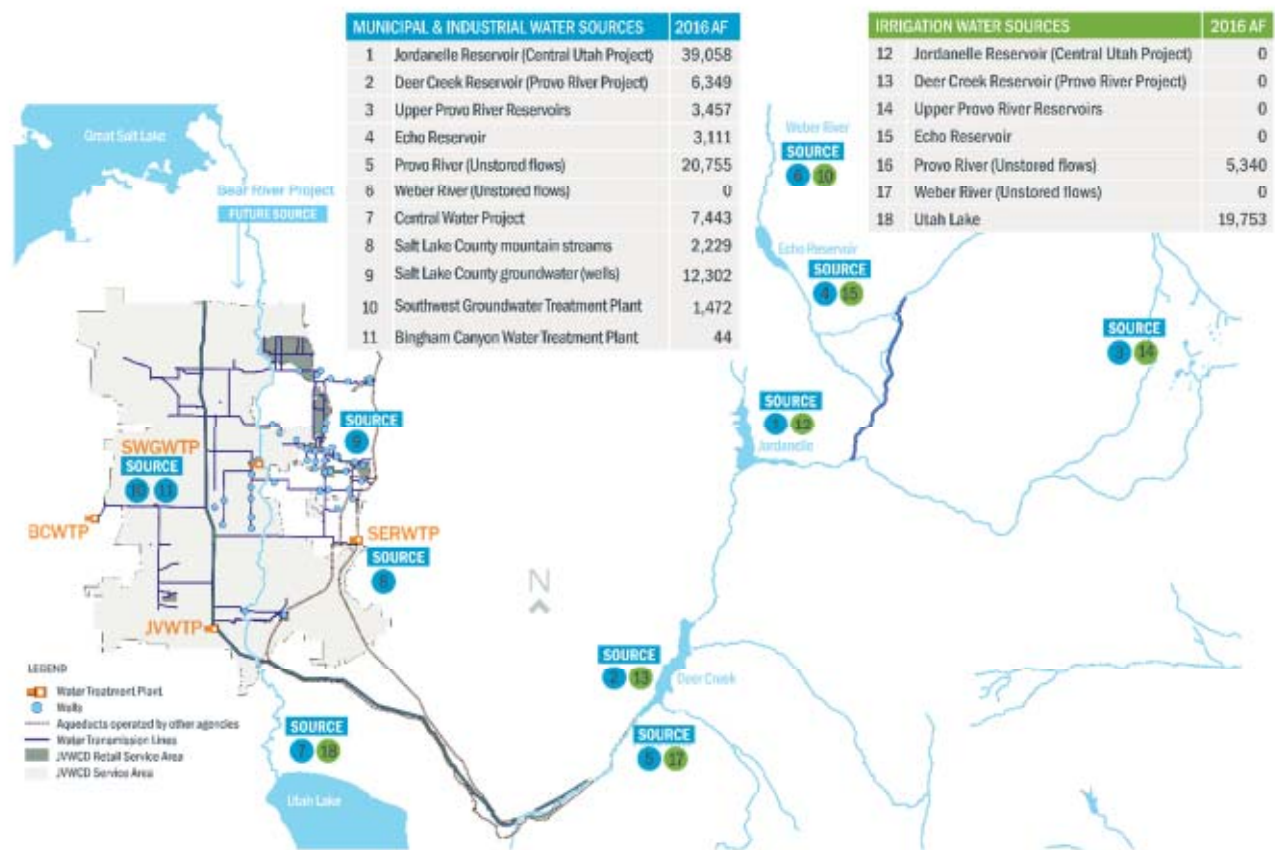 MUNICIPAL & INDUSTRIAL WATER SOURCES 2016 AF
1 Jordanelle Reservoir (Central Utah Project) 39,058
2 Deer Creek Reservoir (Provo River Project) 6,349
3 Upper Provo River Reservoirs 3,457
4 Echo Reservoir 3,111
5 Provo River (Unstored flows) 20,755
6 Weber River (Unstored flows) 0
7 Central Water Project 7,443
8 Salt Lake County mountain streams 2,229
9 Salt Lake County groundwater (wells) 12,302
10 Southwest Groundwater Treatment Plant 1,472
11 Bingham Canyon Water Treatment Plant 44
IRRIGATION WATER SOURCES 2016 AF
12 Jordanelle Reservoir (Central Utah Project) 0
13 Deer Creek Reservoir (Provo River Project) 0
14 Upper Provo River Reservoirs 0
15 Echo Reservoir 0
16 Provo River (Unstored flows) 5,340
17 Weber River (Unstored flows) 0
18 Utah Lake 19,753
Great Salt Lake
Bear River Project
FUTURE SOURCE
Weber River
SOURCE
6 10
Echo Reservoir
SOURCE
4 15
3 14
SOURCE
1 12
Jordanelle
SOURCE
9
SWGWTP
SOURCE
10 11
BCWTP
SERWTP
SOURCE
8
N
JVWTP
SOURCE
2 13
Deer Creek
SOURCE
5 17
SOURCE
7 18
Utah Lake
LEGEND
Water Treatment Plant
Wells
Aqueducts operated by other agencies
Water Transmission Lines
JVWCD Retail Service Area
JVWCD Service Area